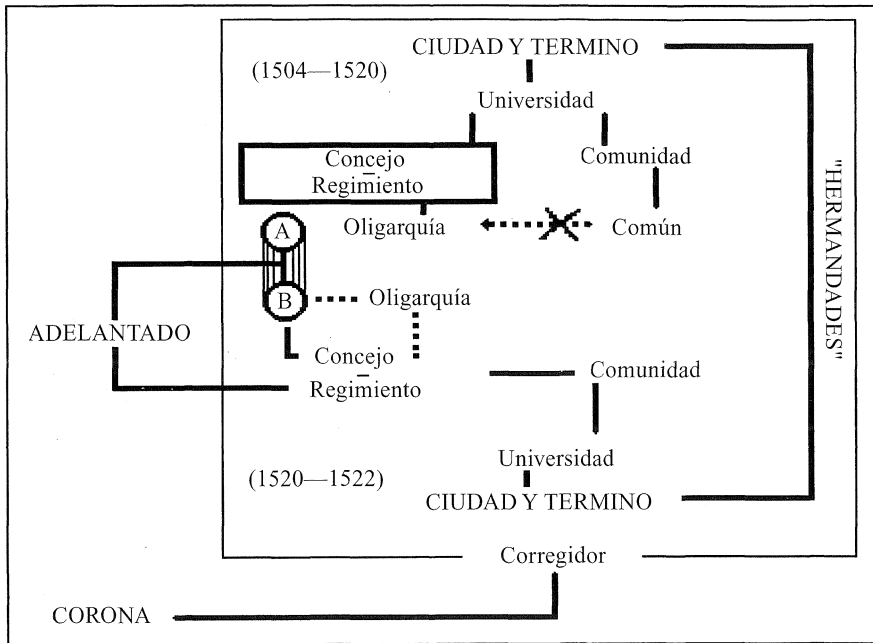 CIUDAD Y TERMINO
(1504—1520)
Universidad
Concejo
–
Regimiento
Comunidad
A
Oligarquía
Común
"HERMANDADES"
B
Oligarquía
ADELANTADO
Concejo
–
Regimiento
Comunidad
Universidad
(1520—1522)
CIUDAD Y TERMINO
Corregidor
CORONA